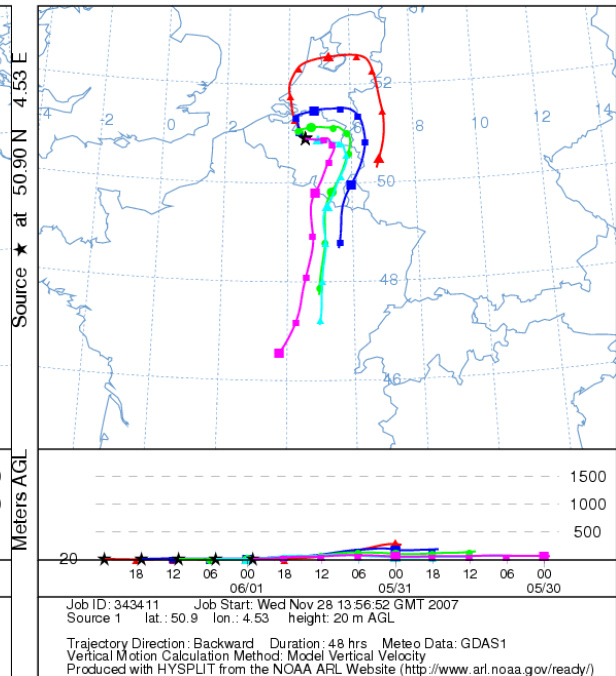 Source ★ at 50.90 N 4.53 E
-4
-2
0
2
4
6
8
10
12
14
52
50
48
46
Meters AGL
1500
1000
500
20
18 12 06 00 18 12 06 00 18 12 06 00
06/01 05/31 05/30
Job ID: 343411 Job Start: Wed Nov 28 13:56:52 GMT 2007
Source 1 lat.: 50.9 lon.: 4.53 height: 20 m AGL
Trajectory Direction: Backward Duration: 48 hrs Meteo Data: GDAS1
Vertical Motion Calculation Method: Model Vertical Velocity
Produced with HYSPLIT from the NOAA ARL Website (http://www.arl.noaa.gov/ready/)